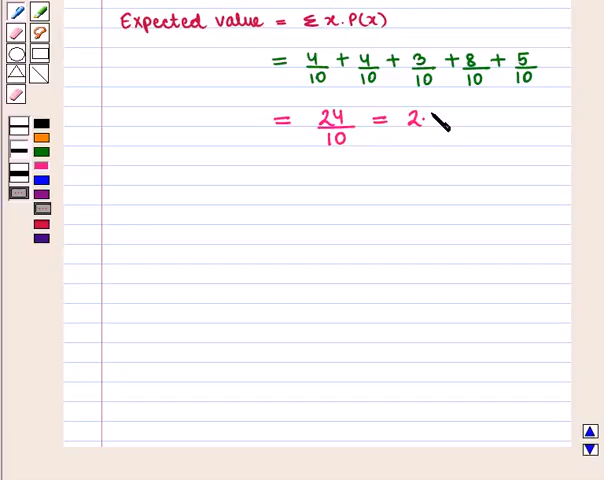 Expected value = Σ x.P(x)
= 4/10 + 4/10 + 3/10 + 8/10 + 5/10
= 24/10 = 2.